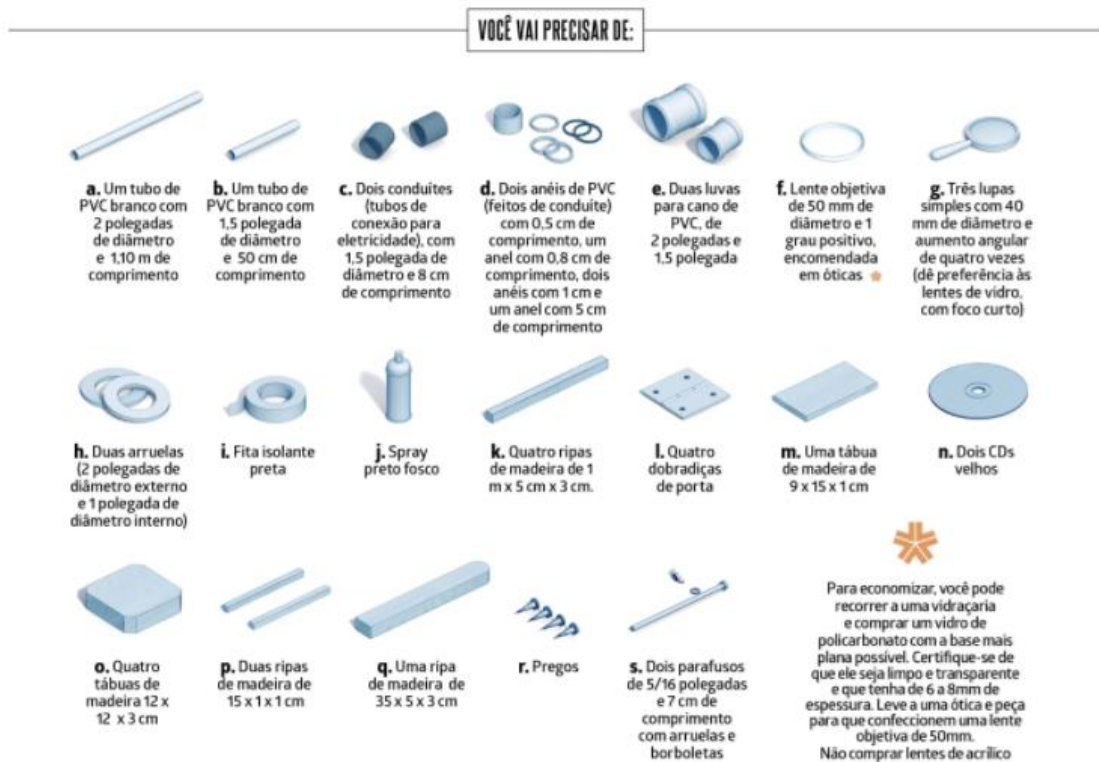 VOCÊ VAI PRECISAR DE:
a. Um tubo de
PVC branco com
2 polegadas
de diâmetro
e 1,10 m de
comprimento
b. Um tubo de
PVC branco com
1,5 polegada
de diâmetro
e 50 cm de
comprimento
c. Dois conduítes
(tubos de
conexão para
eletricidade), com
1,5 polegada de
diâmetro e 8 cm
de comprimento
d. Dois anéis de PVC
(feitos de conduíte)
com 0,5 cm de
comprimento, um
anel com 0,8 cm de
comprimento, dois
anéis com 1 cm e
um anel com 5 cm
de comprimento
e. Duas luvas
para cano de
PVC, de
2 polegadas e
1,5 polegada
f. Lente objetiva
de 50 mm de
diâmetro e 1
grau positivo,
encomendada
em óticas
g. Três lupas
simples com 40
mm de diâmetro e
aumento angular
de quatro vezes
(dê preferência às
lentes de vidro,
com foco curto)
h. Duas arruelas
(2 polegadas de
diâmetro externo
e 1 polegada de
diâmetro interno)
i. Fita isolante
preta
j. Spray
preto fosco
k. Quatro ripas
de madeira de 1
m x 5 cm x 3 cm.
l. Quatro
dobradiças
de porta
m. Uma tábua
de madeira de
9 x 15 x 1 cm
n. Dois CDs
velhos
o. Quatro
tábuas de
madeira 12 x
12 x 3 cm
p. Duas ripas
de madeira de
15 x 1 x 1 cm
q. Uma ripa
de madeira de
35 x 5 x 3 cm
r. Pregos
s. Dois parafusos
de 5/16 polegadas
e 7 cm de
comprimento
com arruelas e
borboletas
Para economizar, você pode
recorrer a uma vidraçaria
e comprar um vidro de
policarbonato com a base mais
plana possível. Certifique-se de
que ele seja limpo e transparente
e que tenha de 6 a 8mm de
espessura. Leve a uma ótica e peça
para que confeccionem uma lente
objetiva de 50mm.
Não comprar lentes de acrílico